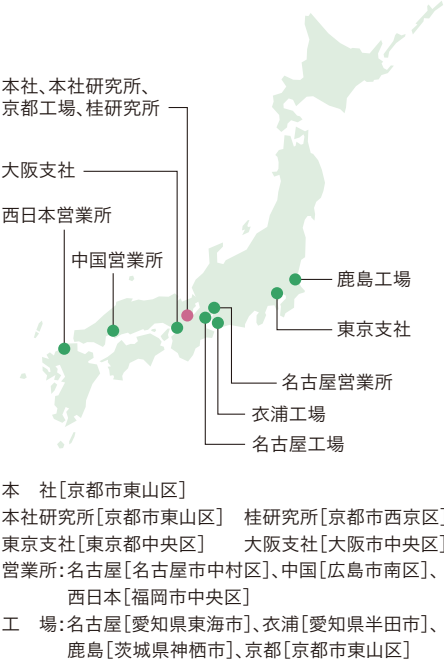 本社、本社研究所、
京都工場、桂研究所
大阪支社
西日本営業所
中国営業所
鹿島工場
東京支社
名古屋営業所
衣浦工場
名古屋工場
本　社[京都市東山区]
本社研究所[京都市東山区]　桂研究所[京都市西京区]
東京支社[東京都中央区]　大阪支社[大阪市中央区]
営業所:名古屋[名古屋市中村区]、中国[広島市南区]、
西日本[福岡市中央区]
工　場:名古屋[愛知県東海市]、衣浦[愛知県半田市]、
鹿島[茨城県神栖市]、京都[京都市東山区]